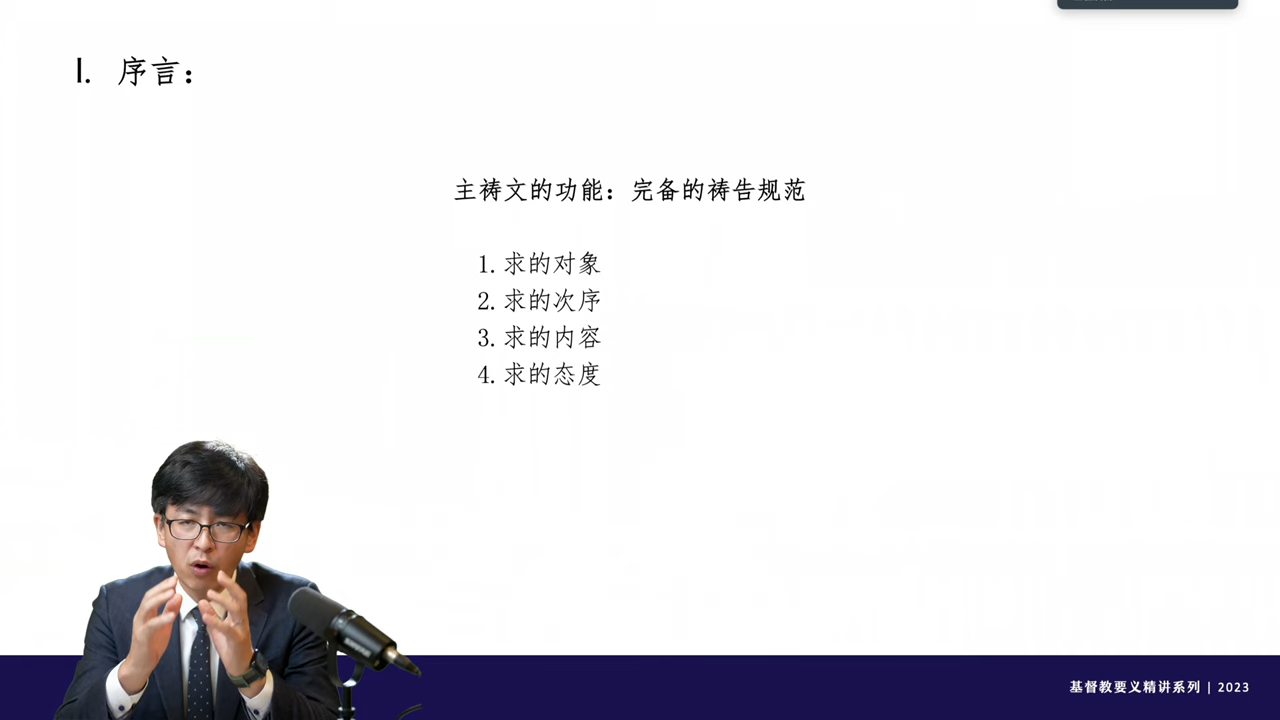 I. 序言：
主祷文的功能：完备的祷告规范
1. 求的对象
2. 求的次序
3. 求的内容
4. 求的态度
基督教要义精讲系列 | 2023